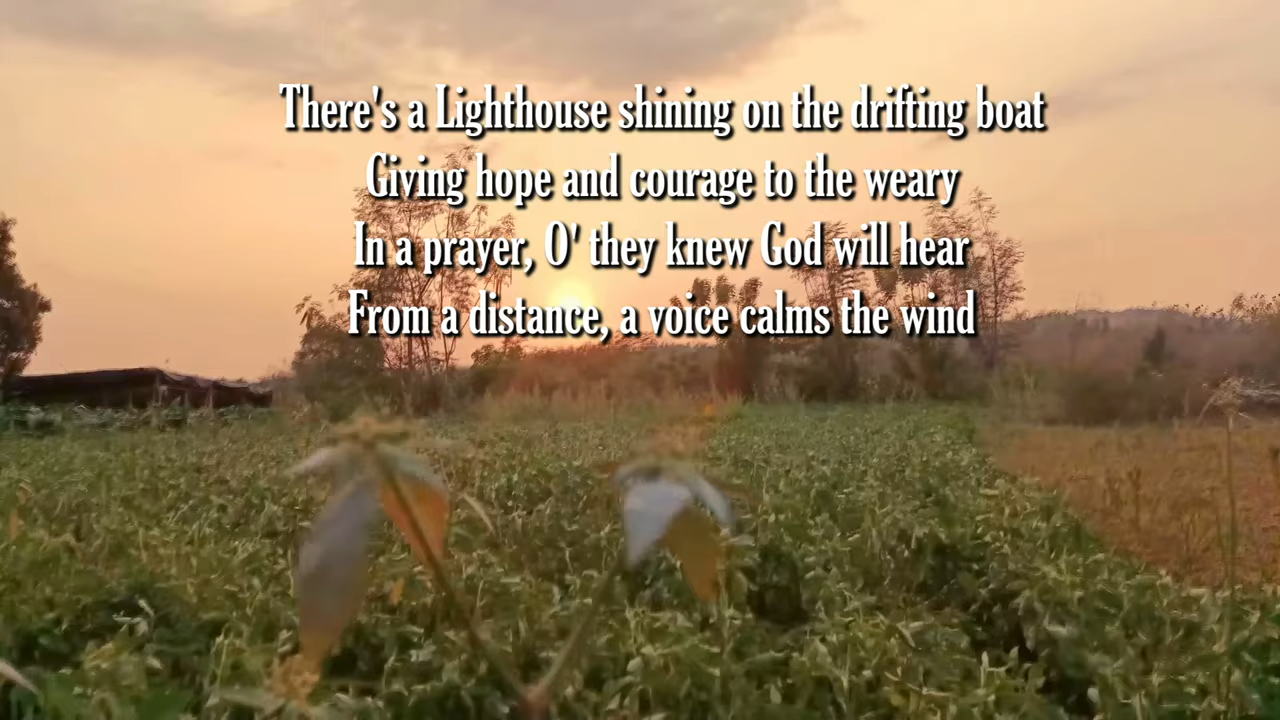 There's a Lighthouse shining on the drifting boat
Giving hope and courage to the weary
In a prayer, O' they knew God will hear
From a distance, a voice calms the wind